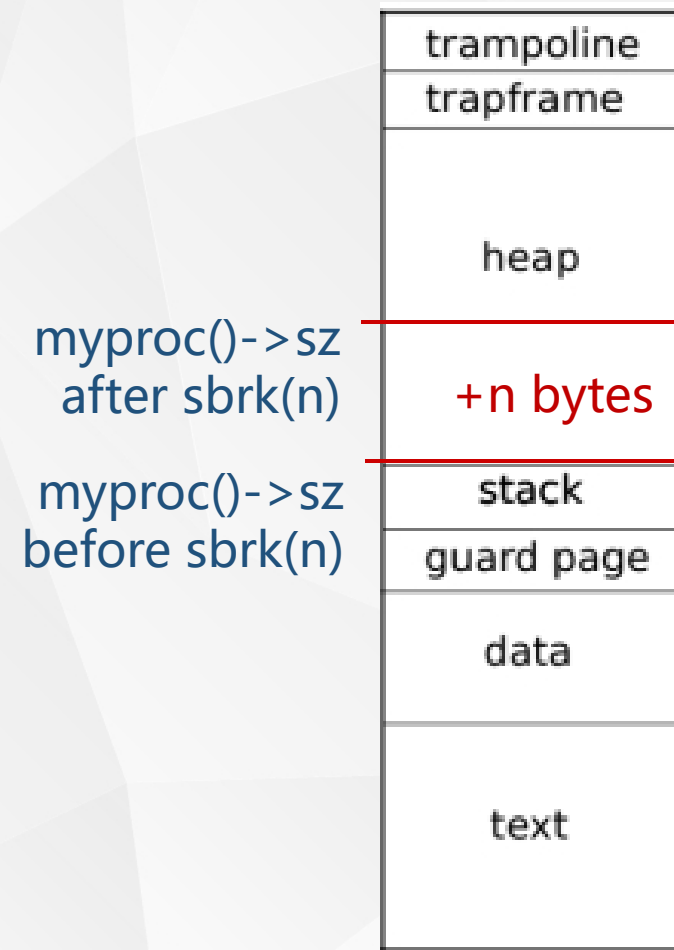 trampoline
trapframe
heap
myproc()->sz
after sbrk(n)
+n bytes
myproc()->sz
before sbrk(n)
stack
guard page
data
text